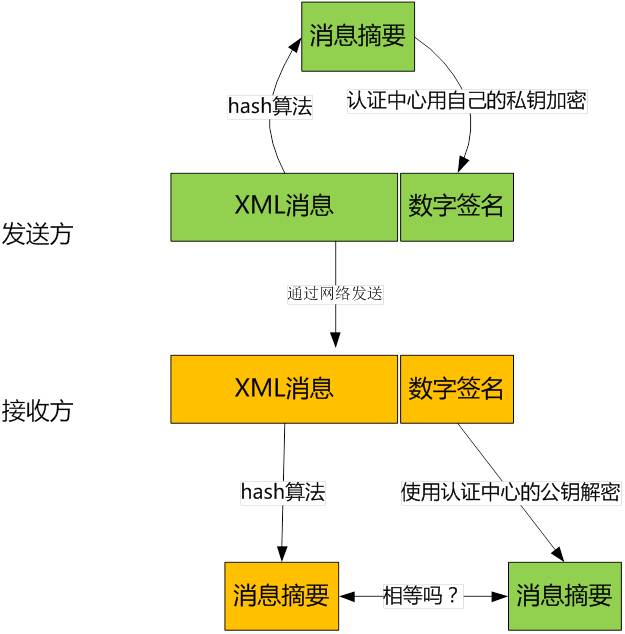 消息摘要
hash算法
认证中心用自己的私钥加密
XML消息
数字签名
发送方
通过网络发送
XML消息
数字签名
接收方
hash算法
使用认证中心的公钥解密
消息摘要
相等吗？
消息摘要